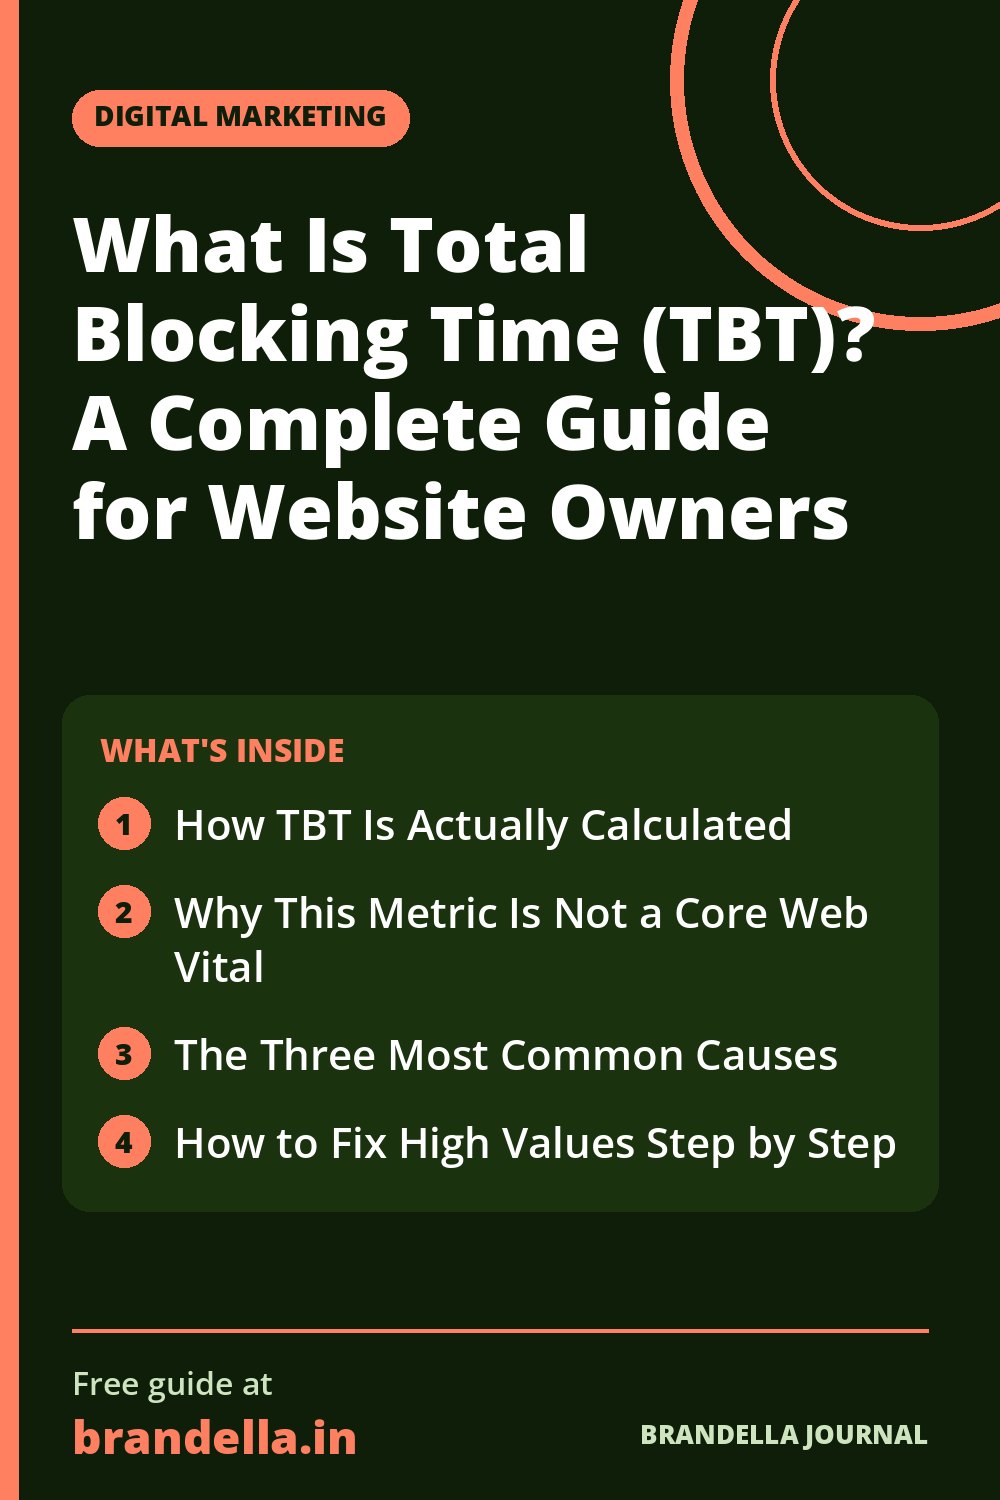 DIGITAL MARKETING
What Is Total
Blocking Time (TBT)?
A Complete Guide
for Website Owners
WHAT'S INSIDE
1 How TBT Is Actually Calculated
2 Why This Metric Is Not a Core Web
Vital
3 The Three Most Common Causes
4 How to Fix High Values Step by Step
Free guide at
brandella.in
BRANDELLA JOURNAL